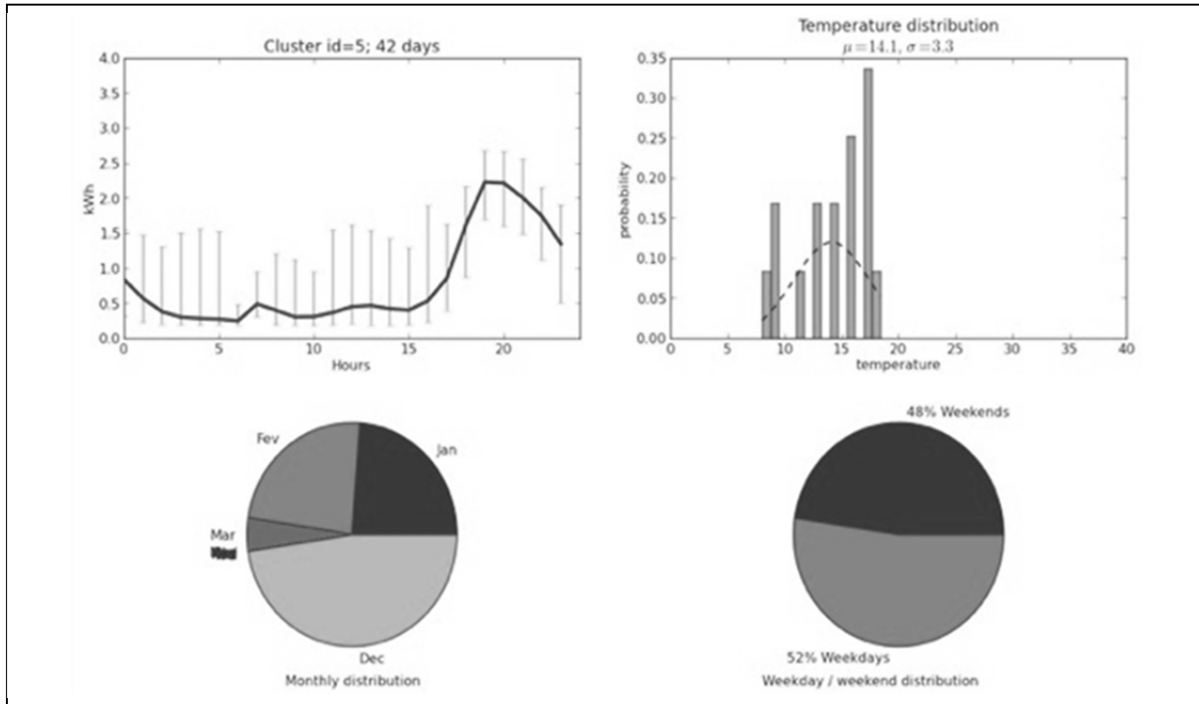 Cluster id=5; 42 days
4.0
3.5
3.0
2.5
2.0
1.5
1.0
0.5
0.0
kWh
0 5 10 15 20
Hours
Temperature distribution
μ=14.1, σ=3.3
0.35
0.30
0.25
0.20
0.15
0.10
0.05
0.00
probability
0 5 10 15 20 25 30 35 40
temperature
Fev
Jan
Mar
Dec
Monthly distribution
48% Weekends
52% Weekdays
Weekday / weekend distribution